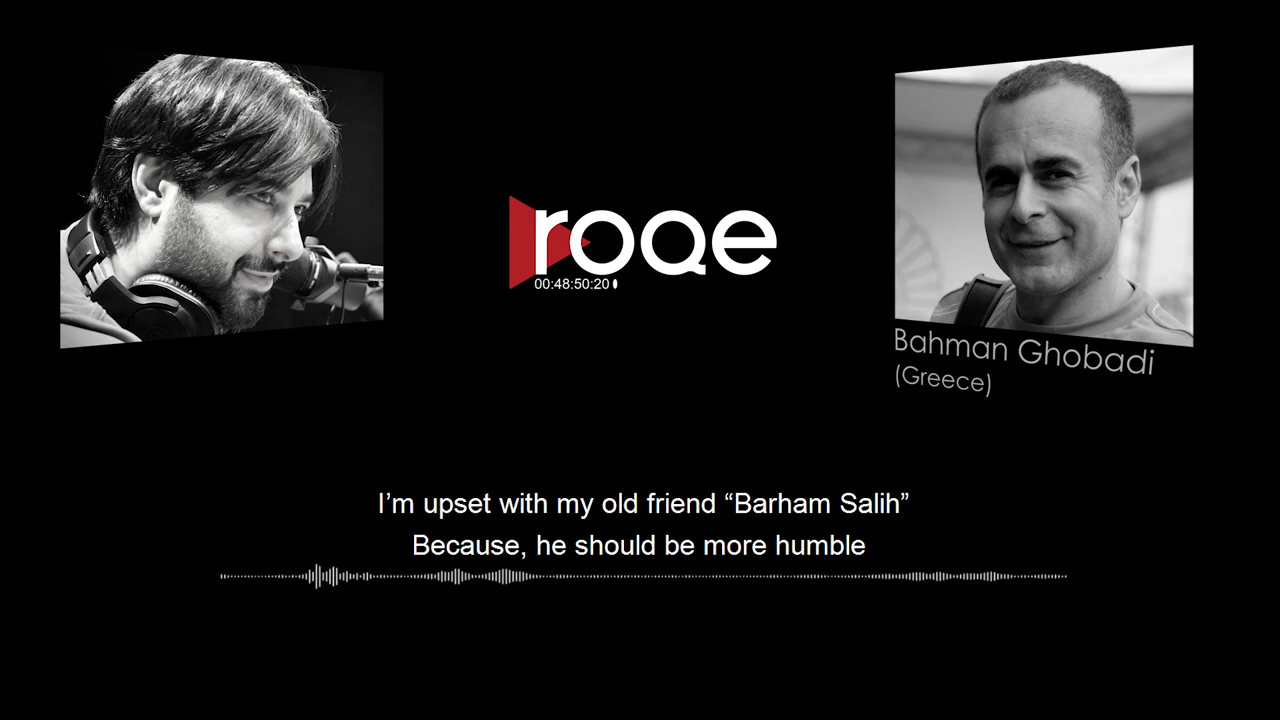 roqe
00:48:50:20
Bahman Ghobadi
(Greece)
I’m upset with my old friend “Barham Salih”
Because, he should be more humble